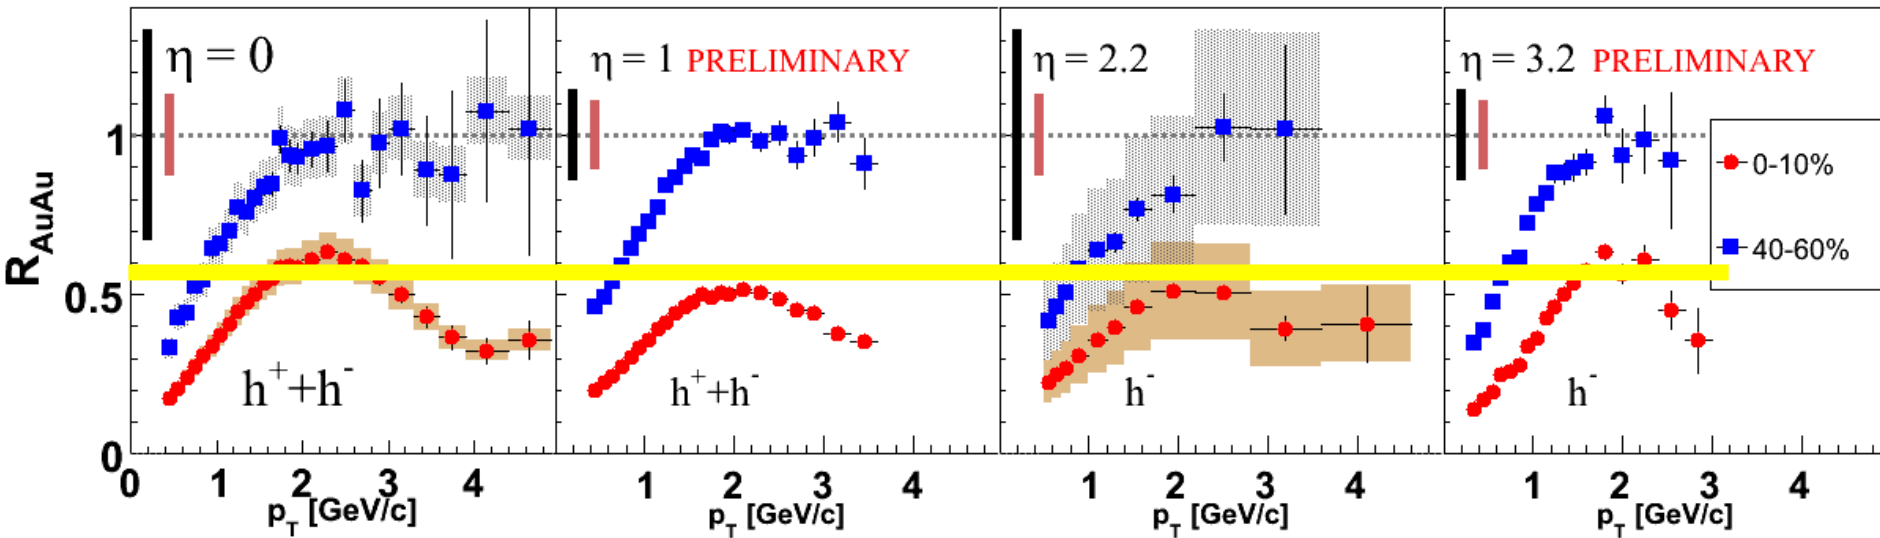 η = 0
η = 1 PRELIMINARY
η = 2.2
η = 3.2 PRELIMINARY
R_AuAu
1
0.5
0
0-10%
40-60%
h⁺+h⁻
h⁺+h⁻
h⁻
h⁻
0 1 2 3 4
1 2 3 4
1 2 3 4
1 2 3 4
p_T [GeV/c]
p_T [GeV/c]
p_T [GeV/c]
p_T [GeV/c]